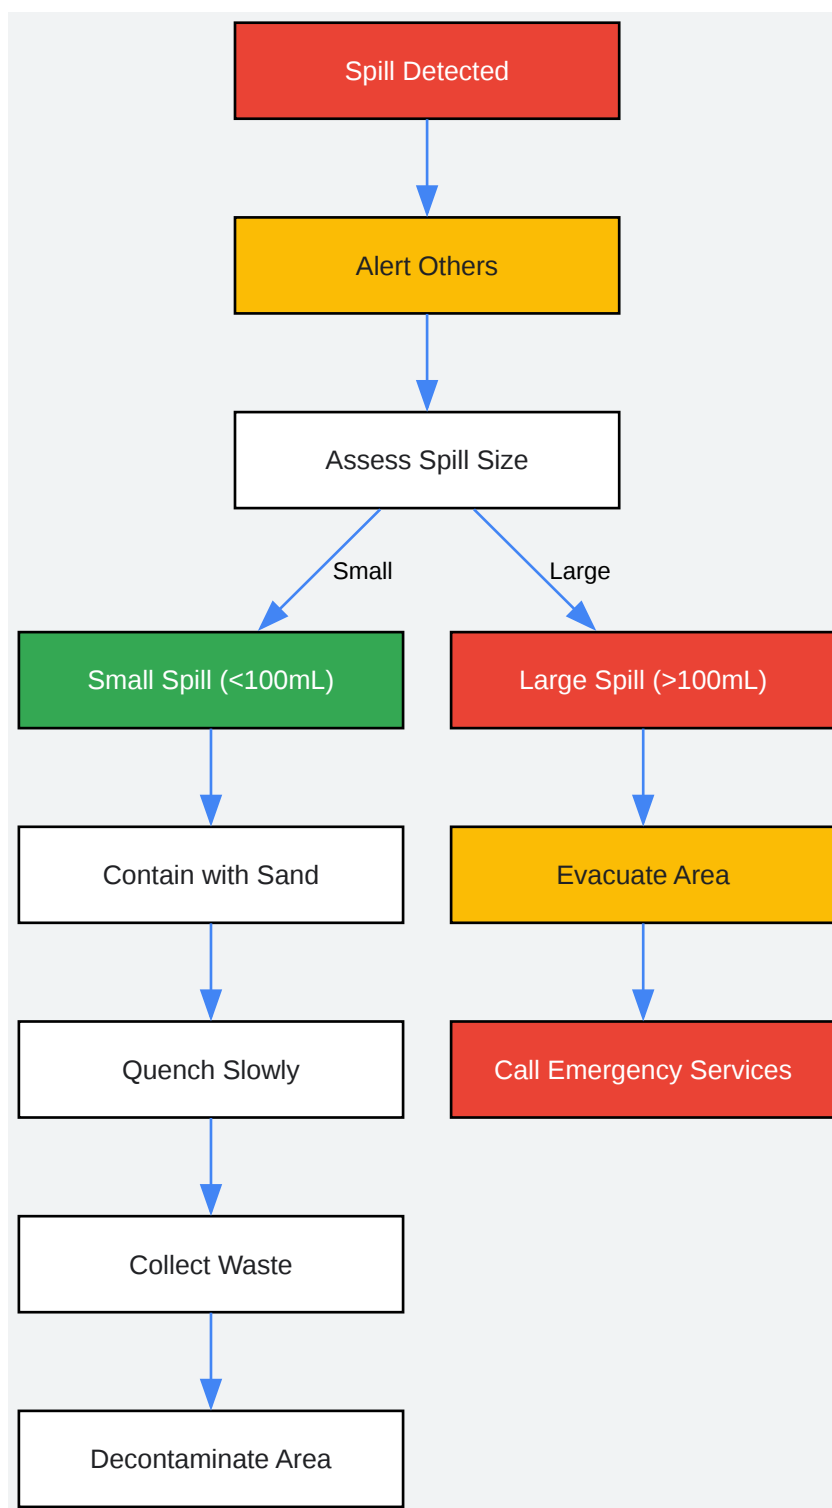 Spill Detected
Alert Others
Assess Spill Size
Small
Large
Small Spill (<100mL)
Large Spill (>100mL)
Contain with Sand
Evacuate Area
Quench Slowly
Call Emergency Services
Collect Waste
Decontaminate Area